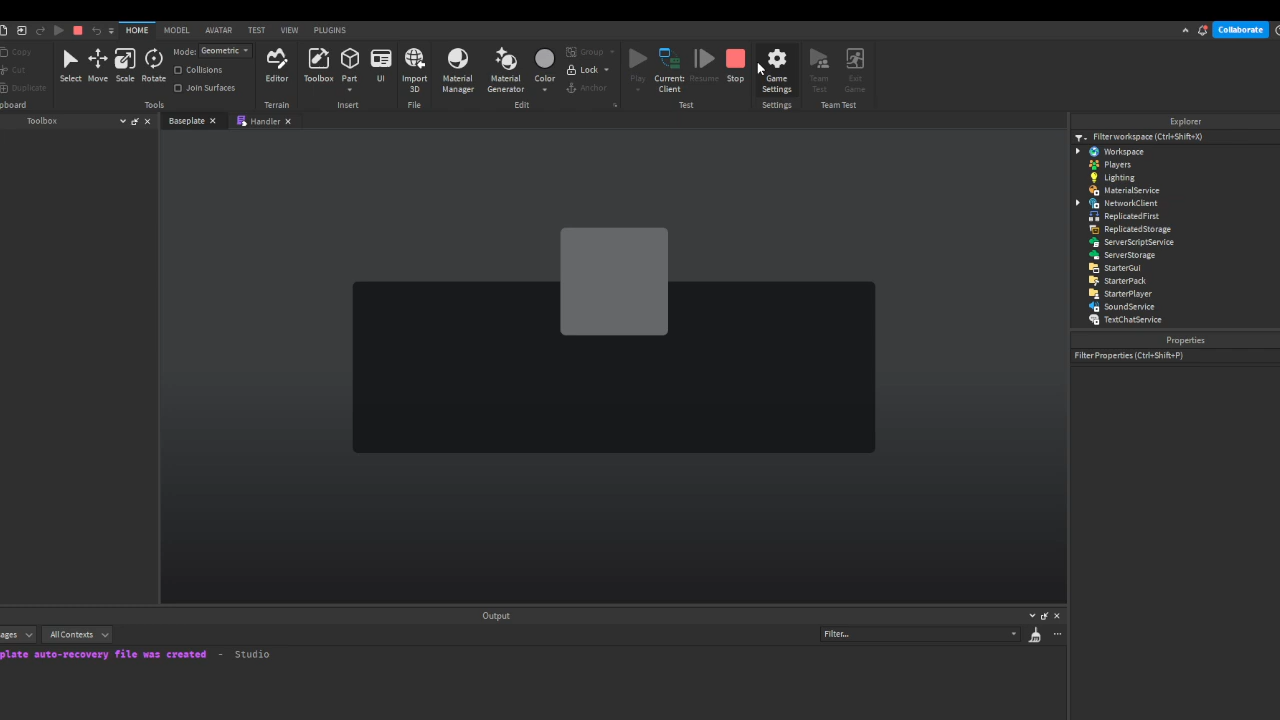 HOME MODEL AVATAR TEST VIEW PLUGINS Collaborate
Copy
Cut
Duplicate
pboard
Select
Move
Scale
Rotate
Mode: Geometric
Collisions
Join Surfaces
Tools
Editor
Terrain
Toolbox
Part
UI
Insert
Import
3D
File
Material
Manager
Material
Generator
Color
Group
Lock
Anchor
Edit
Play
Current:
Client
Resume
Stop
Test
Game
Settings
Settings
Team
Test
Exit
Game
Team Test
Toolbox
Baseplate
Handler
Explorer
Filter workspace (Ctrl+Shift+X)
Workspace
Players
Lighting
MaterialService
NetworkClient
ReplicatedFirst
ReplicatedStorage
ServerScriptService
ServerStorage
StarterGui
StarterPack
StarterPlayer
SoundService
TextChatService
Properties
Filter Properties (Ctrl+Shift+P)
Output
ages All Contexts Filter...
plate auto-recovery file was created - Studio